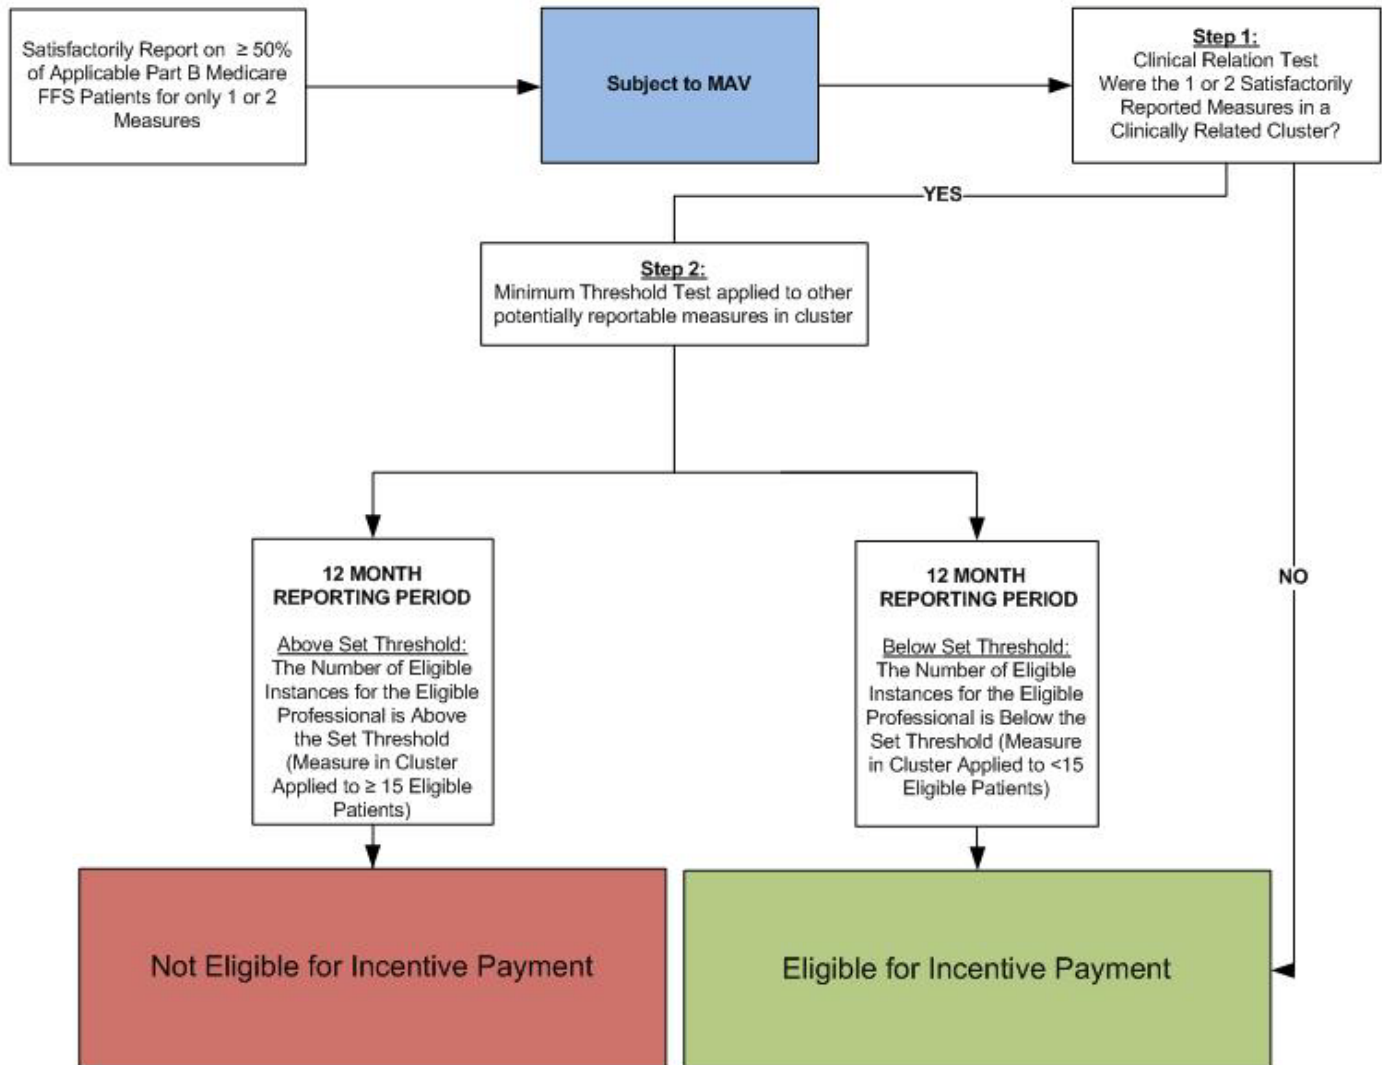 Satisfactorily Report on ≥ 50%
of Applicable Part B Medicare
FFS Patients for only 1 or 2
Measures
Subject to MAV
Step 1:
Clinical Relation Test
Were the 1 or 2 Satisfactorily
Reported Measures in a
Clinically Related Cluster?
YES
Step 2:
Minimum Threshold Test applied to other
potentially reportable measures in cluster
NO
12 MONTH
REPORTING PERIOD
Above Set Threshold:
The Number of Eligible
Instances for the Eligible
Professional is Above
the Set Threshold
(Measure in Cluster
Applied to ≥ 15 Eligible
Patients)
12 MONTH
REPORTING PERIOD
Below Set Threshold:
The Number of Eligible
Instances for the Eligible
Professional is Below the
Set Threshold (Measure
in Cluster Applied to <15
Eligible Patients)
Not Eligible for Incentive Payment
Eligible for Incentive Payment